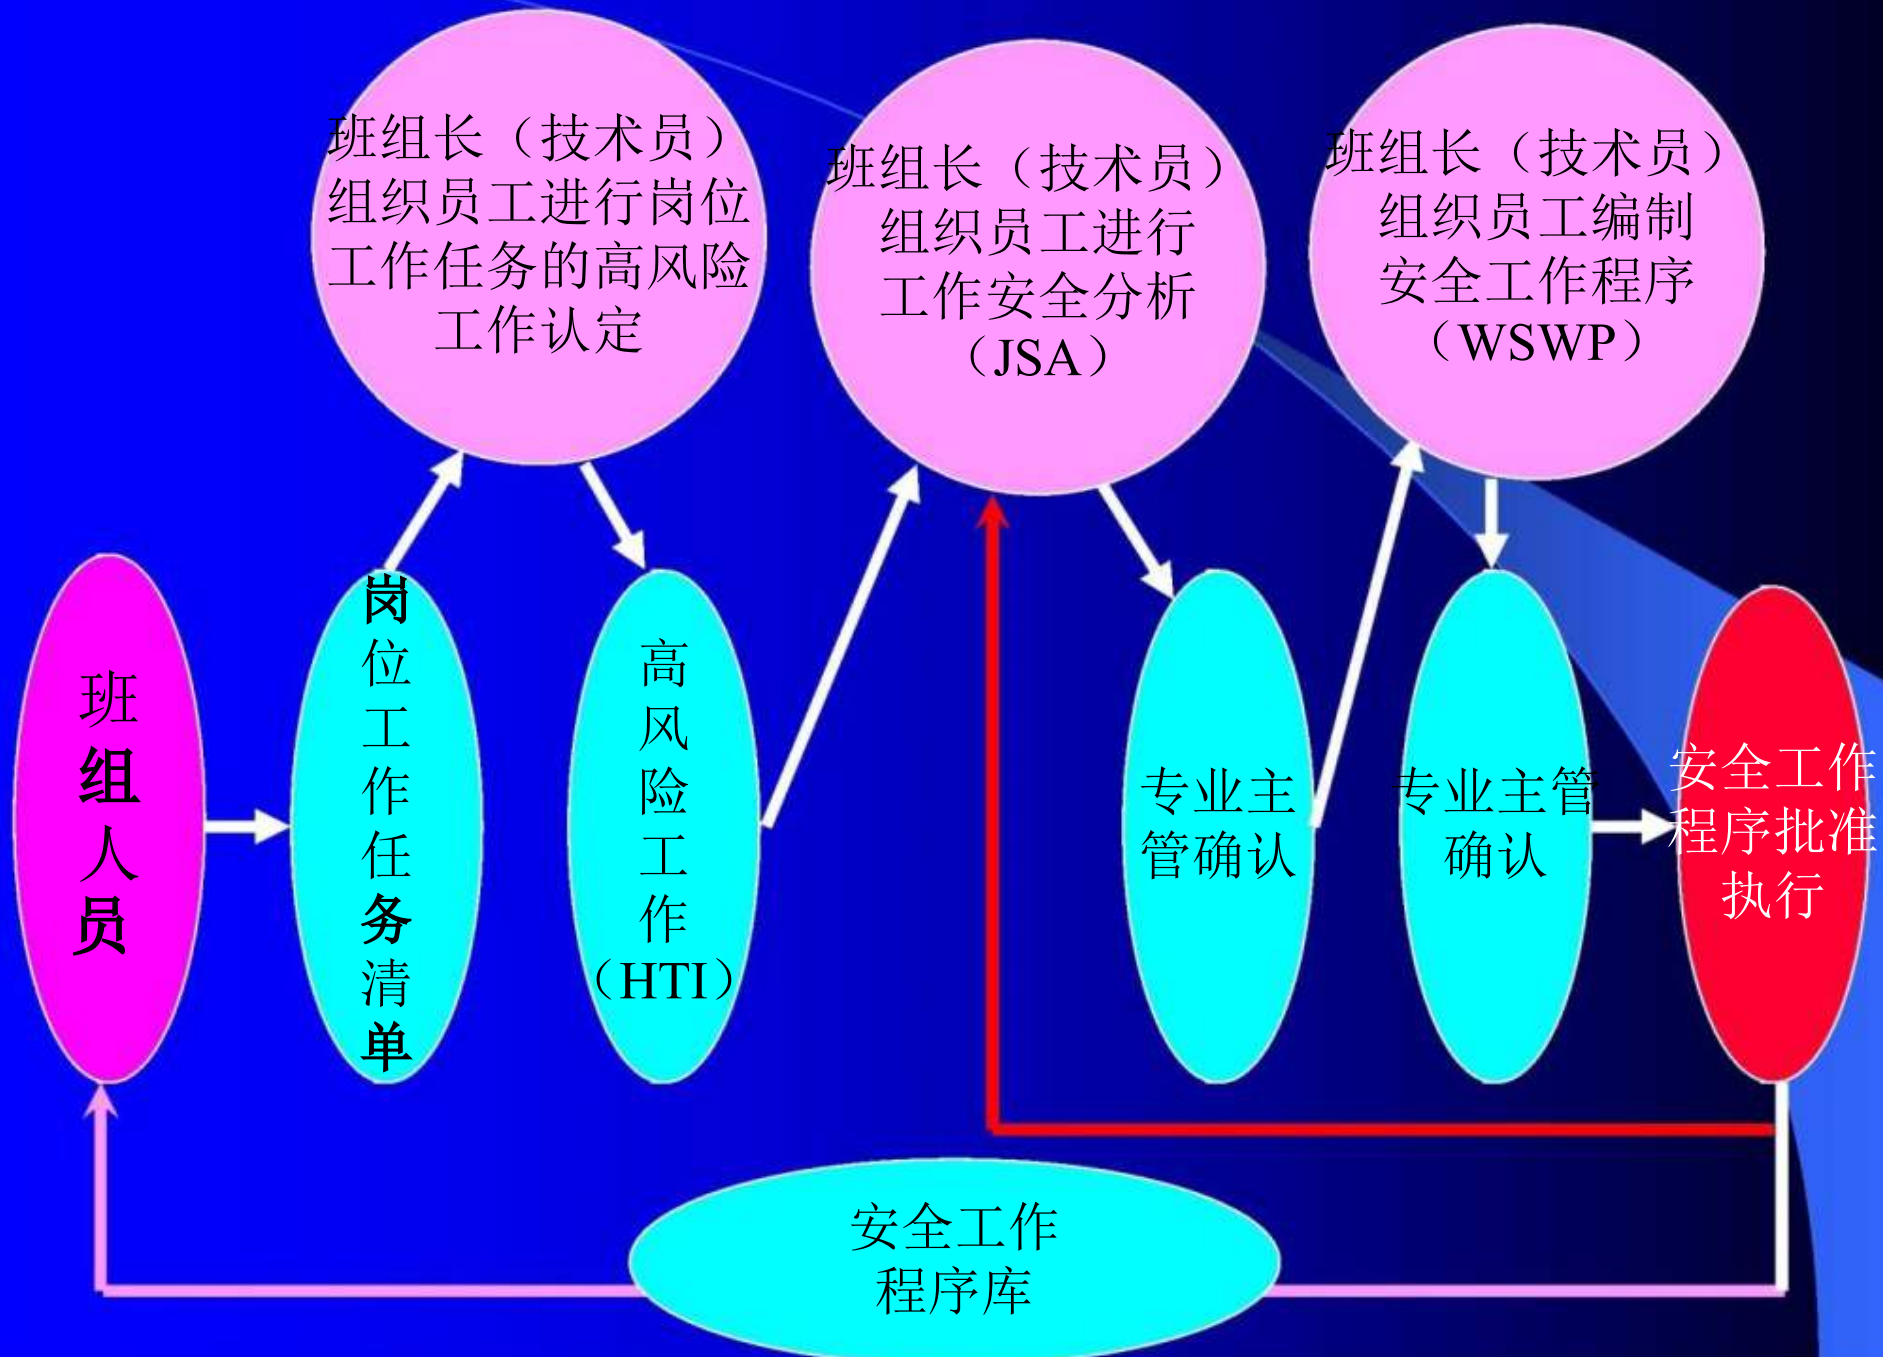 班组长（技术员）
组织员工进行岗位
工作任务的高风险
工作认定
班组长（技术员）
组织员工进行
工作安全分析
（JSA）
班组长（技术员）
组织员工编制
安全工作程序
（WSWP）
班
组
人
员
岗
位
工
作
任
务
清
单
高
风
险
工
作
（HTI）
专业主
管确认
专业主管
确认
安全工作
程序批准
执行
安全工作
程序库